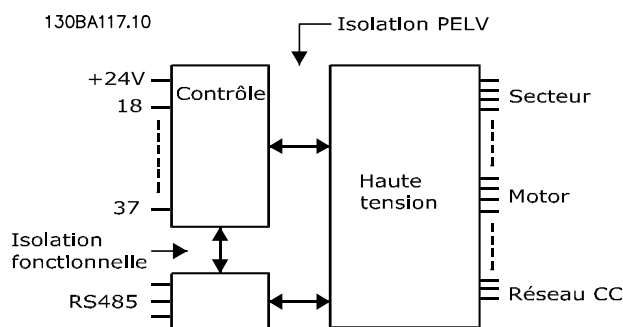 130BA117.10
Isolation PELV
+24V
18
37
Contrôle
Haute
tension
Secteur
Motor
Réseau CC
Isolation
fonctionnelle
RS485